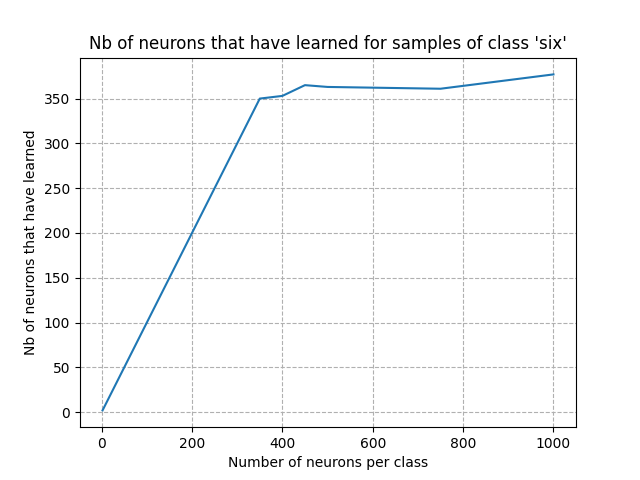 Nb of neurons that have learned for samples of class 'six'
Nb of neurons that have learned
350
300
250
200
150
100
50
0
0 200 400 600 800 1000
Number of neurons per class